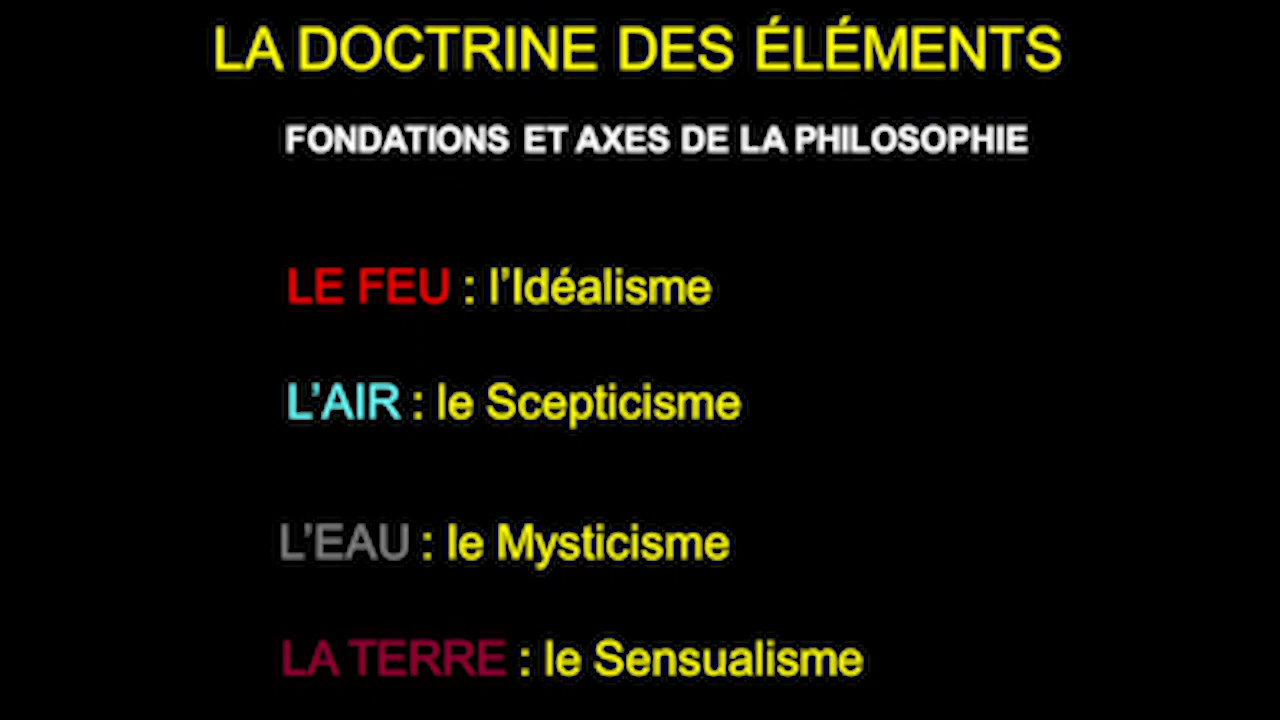 LA DOCTRINE DES ÉLÉMENTS
FONDATIONS ET AXES DE LA PHILOSOPHIE
LE FEU : l’Idéalisme
L’AIR : le Scepticisme
L’EAU : le Mysticisme
LA TERRE : le Sensualisme